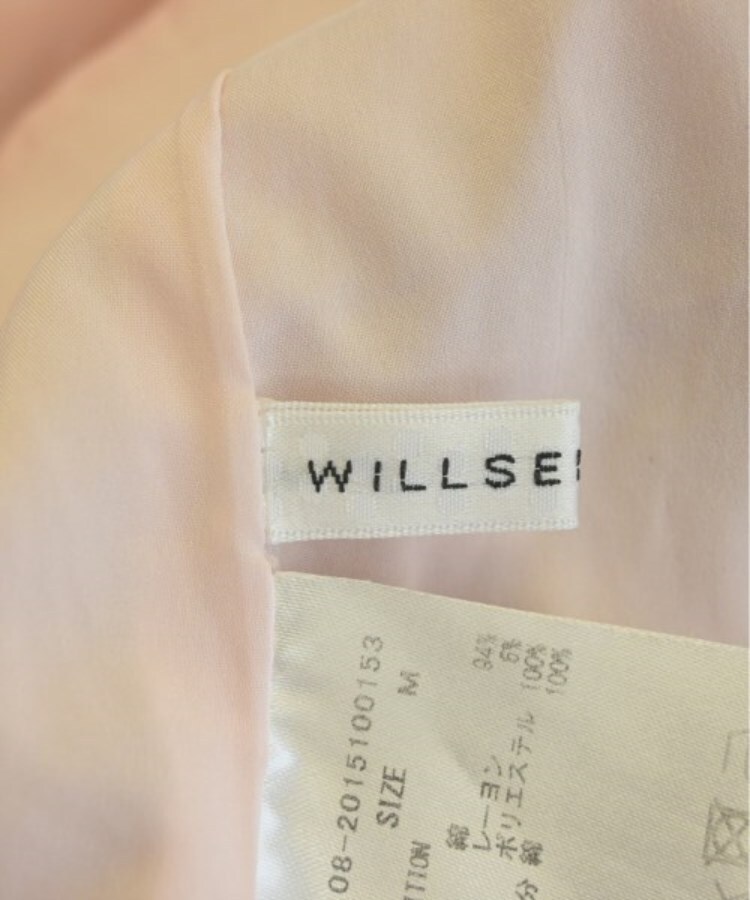 WILLSE
08-2015100153
SIZE M
ITION
綿 94%
レーヨン 6%
ポリエステル 100%
分 綿 100%